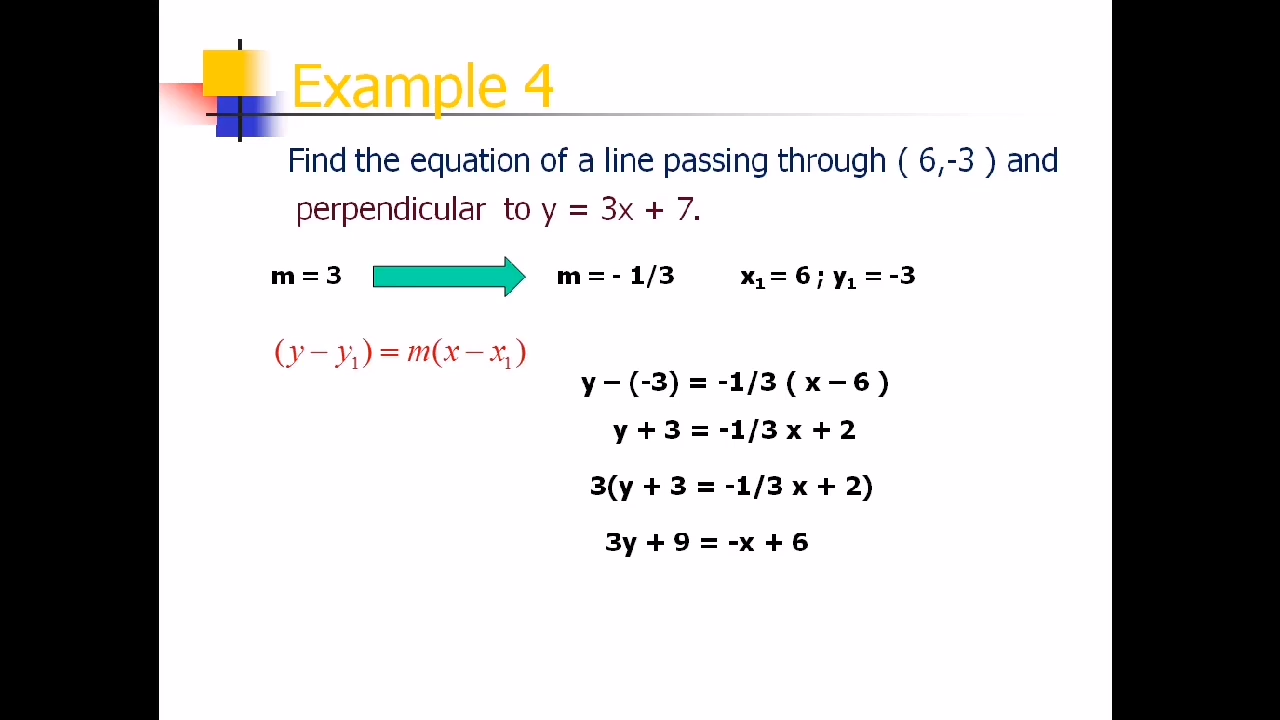 Example 4
Find the equation of a line passing through ( 6,-3 ) and
perpendicular to y = 3x + 7.
m = 3 m = - 1/3 x₁ = 6 ; y₁ = -3
(y − y₁) = m(x − x₁)
y – (-3) = -1/3 ( x – 6 )
y + 3 = -1/3 x + 2
3(y + 3 = -1/3 x + 2)
3y + 9 = -x + 6